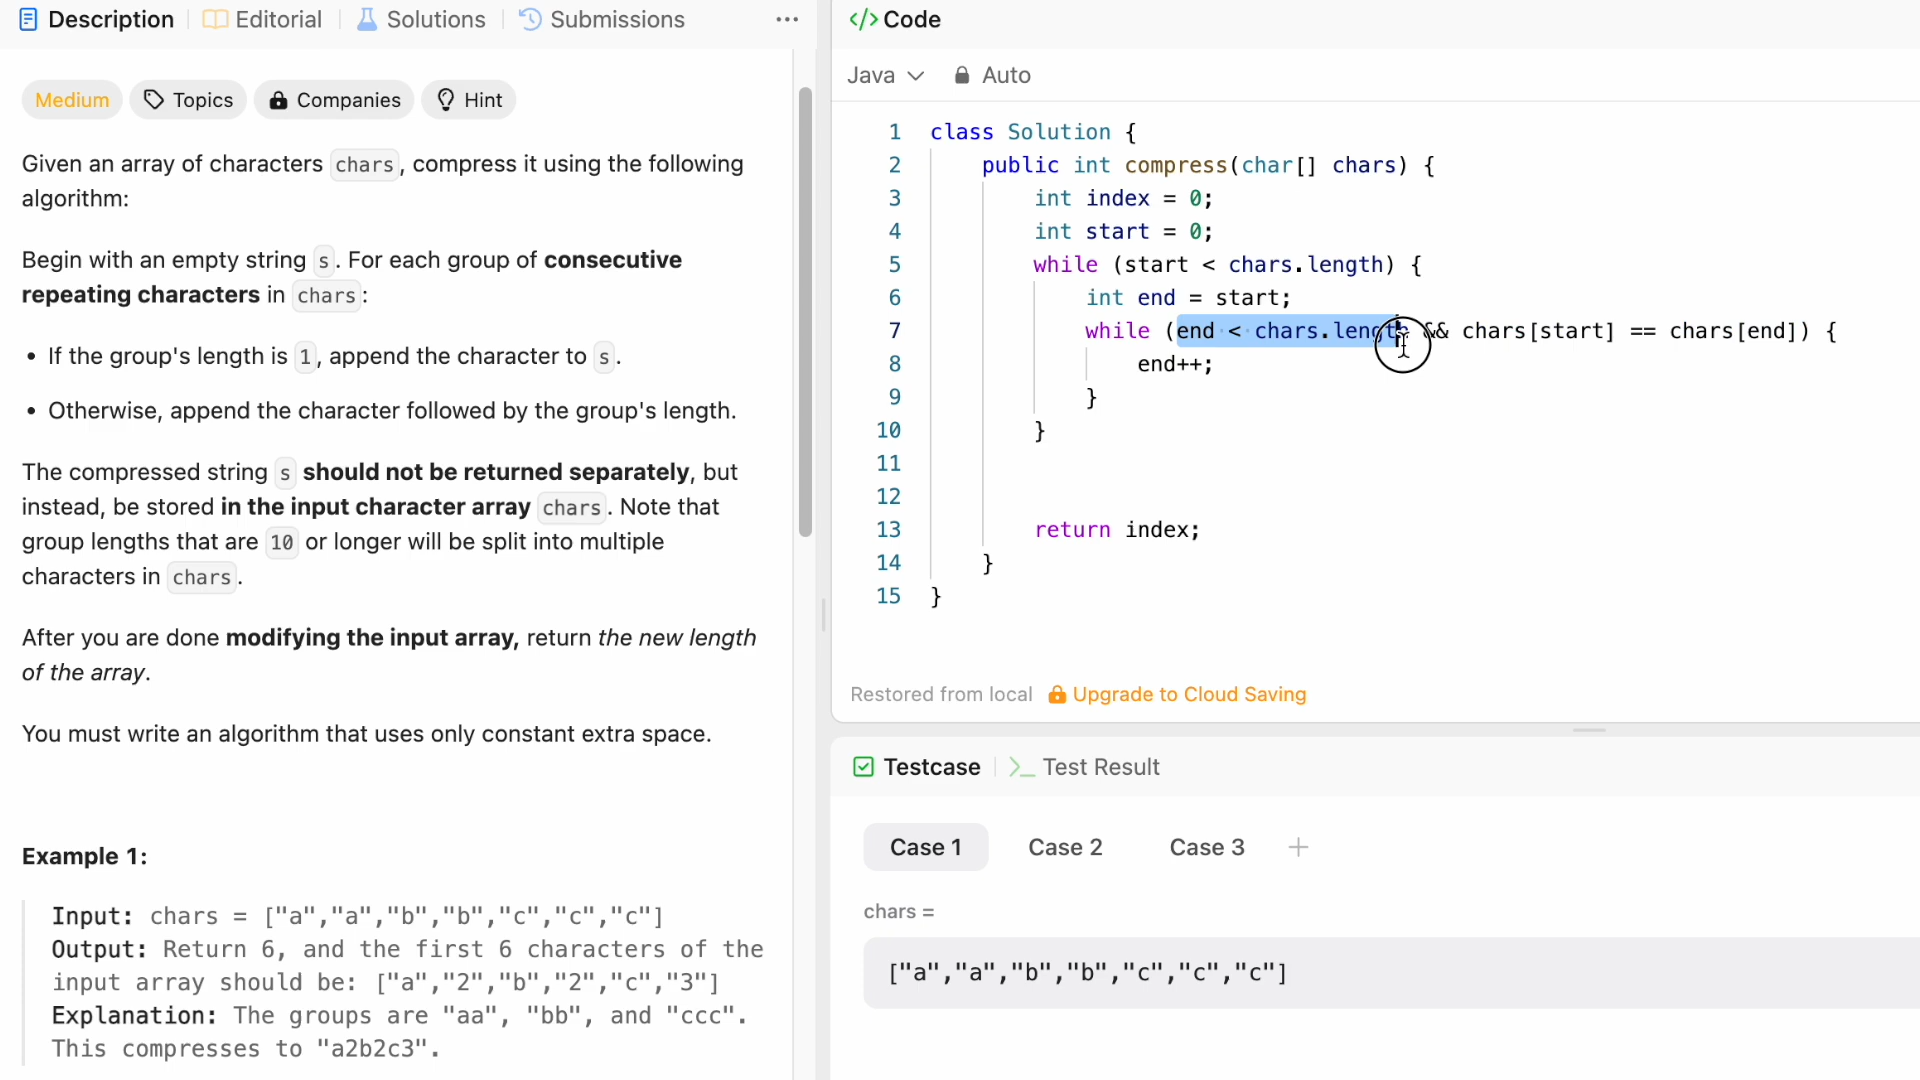 Description
Editorial
Solutions
Submissions
Medium
Topics
Companies
Hint
Given an array of characters chars, compress it using the following
algorithm:
Begin with an empty string s. For each group of consecutive
repeating characters in chars:
• If the group's length is 1, append the character to s.
• Otherwise, append the character followed by the group's length.
The compressed string s should not be returned separately, but
instead, be stored in the input character array chars. Note that
group lengths that are 10 or longer will be split into multiple
characters in chars.
After you are done modifying the input array, return the new length
of the array.
You must write an algorithm that uses only constant extra space.
Example 1:
Input: chars = ["a","a","b","b","c","c","c"]
Output: Return 6, and the first 6 characters of the
input array should be: ["a","2","b","2","c","3"]
Explanation: The groups are "aa", "bb", and "ccc".
This compresses to "a2b2c3".
</> Code
Java
Auto
1 class Solution {
2 public int compress(char[] chars) {
3 int index = 0;
4 int start = 0;
5 while (start < chars.length) {
6 int end = start;
7 while (end < chars.length && chars[start] == chars[end]) {
8 end++;
9 }
10 }
11
12
13 return index;
14 }
15 }
Restored from local Upgrade to Cloud Saving
Testcase
Test Result
Case 1
Case 2
Case 3
+
chars =
["a","a","b","b","c","c","c"]